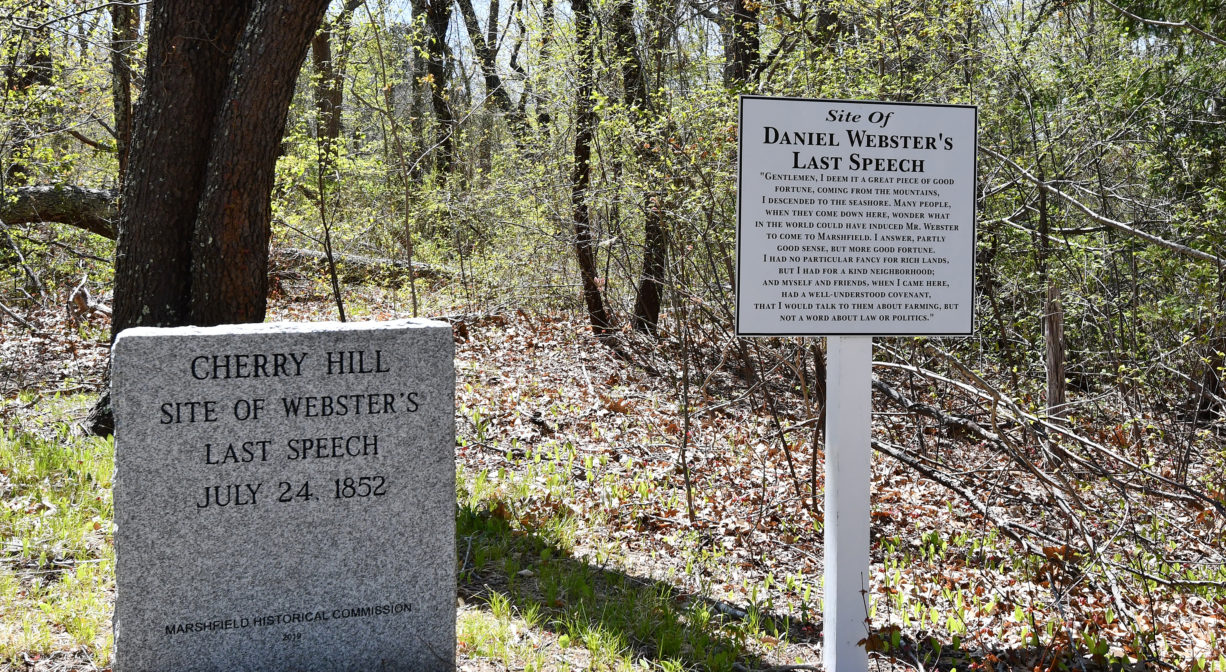 CHERRY HILL
SITE OF WEBSTER'S
LAST SPEECH
JULY 24, 1852
MARSHFIELD HISTORICAL COMMISSION
2019
Site Of
Daniel Webster's
Last Speech
"Gentlemen, I deem it a great piece of good
fortune, coming from the mountains,
I descended to the seashore. Many people,
when they come down here, wonder what
in the world could have induced Mr. Webster
to come to Marshfield. I answer, partly
good sense, but more good fortune.
I had no particular fancy for rich lands,
but I had for a kind neighborhood;
and myself and friends, when I came here,
had a well-understood covenant,
that I would talk to them about farming, but
not a word about law or politics."